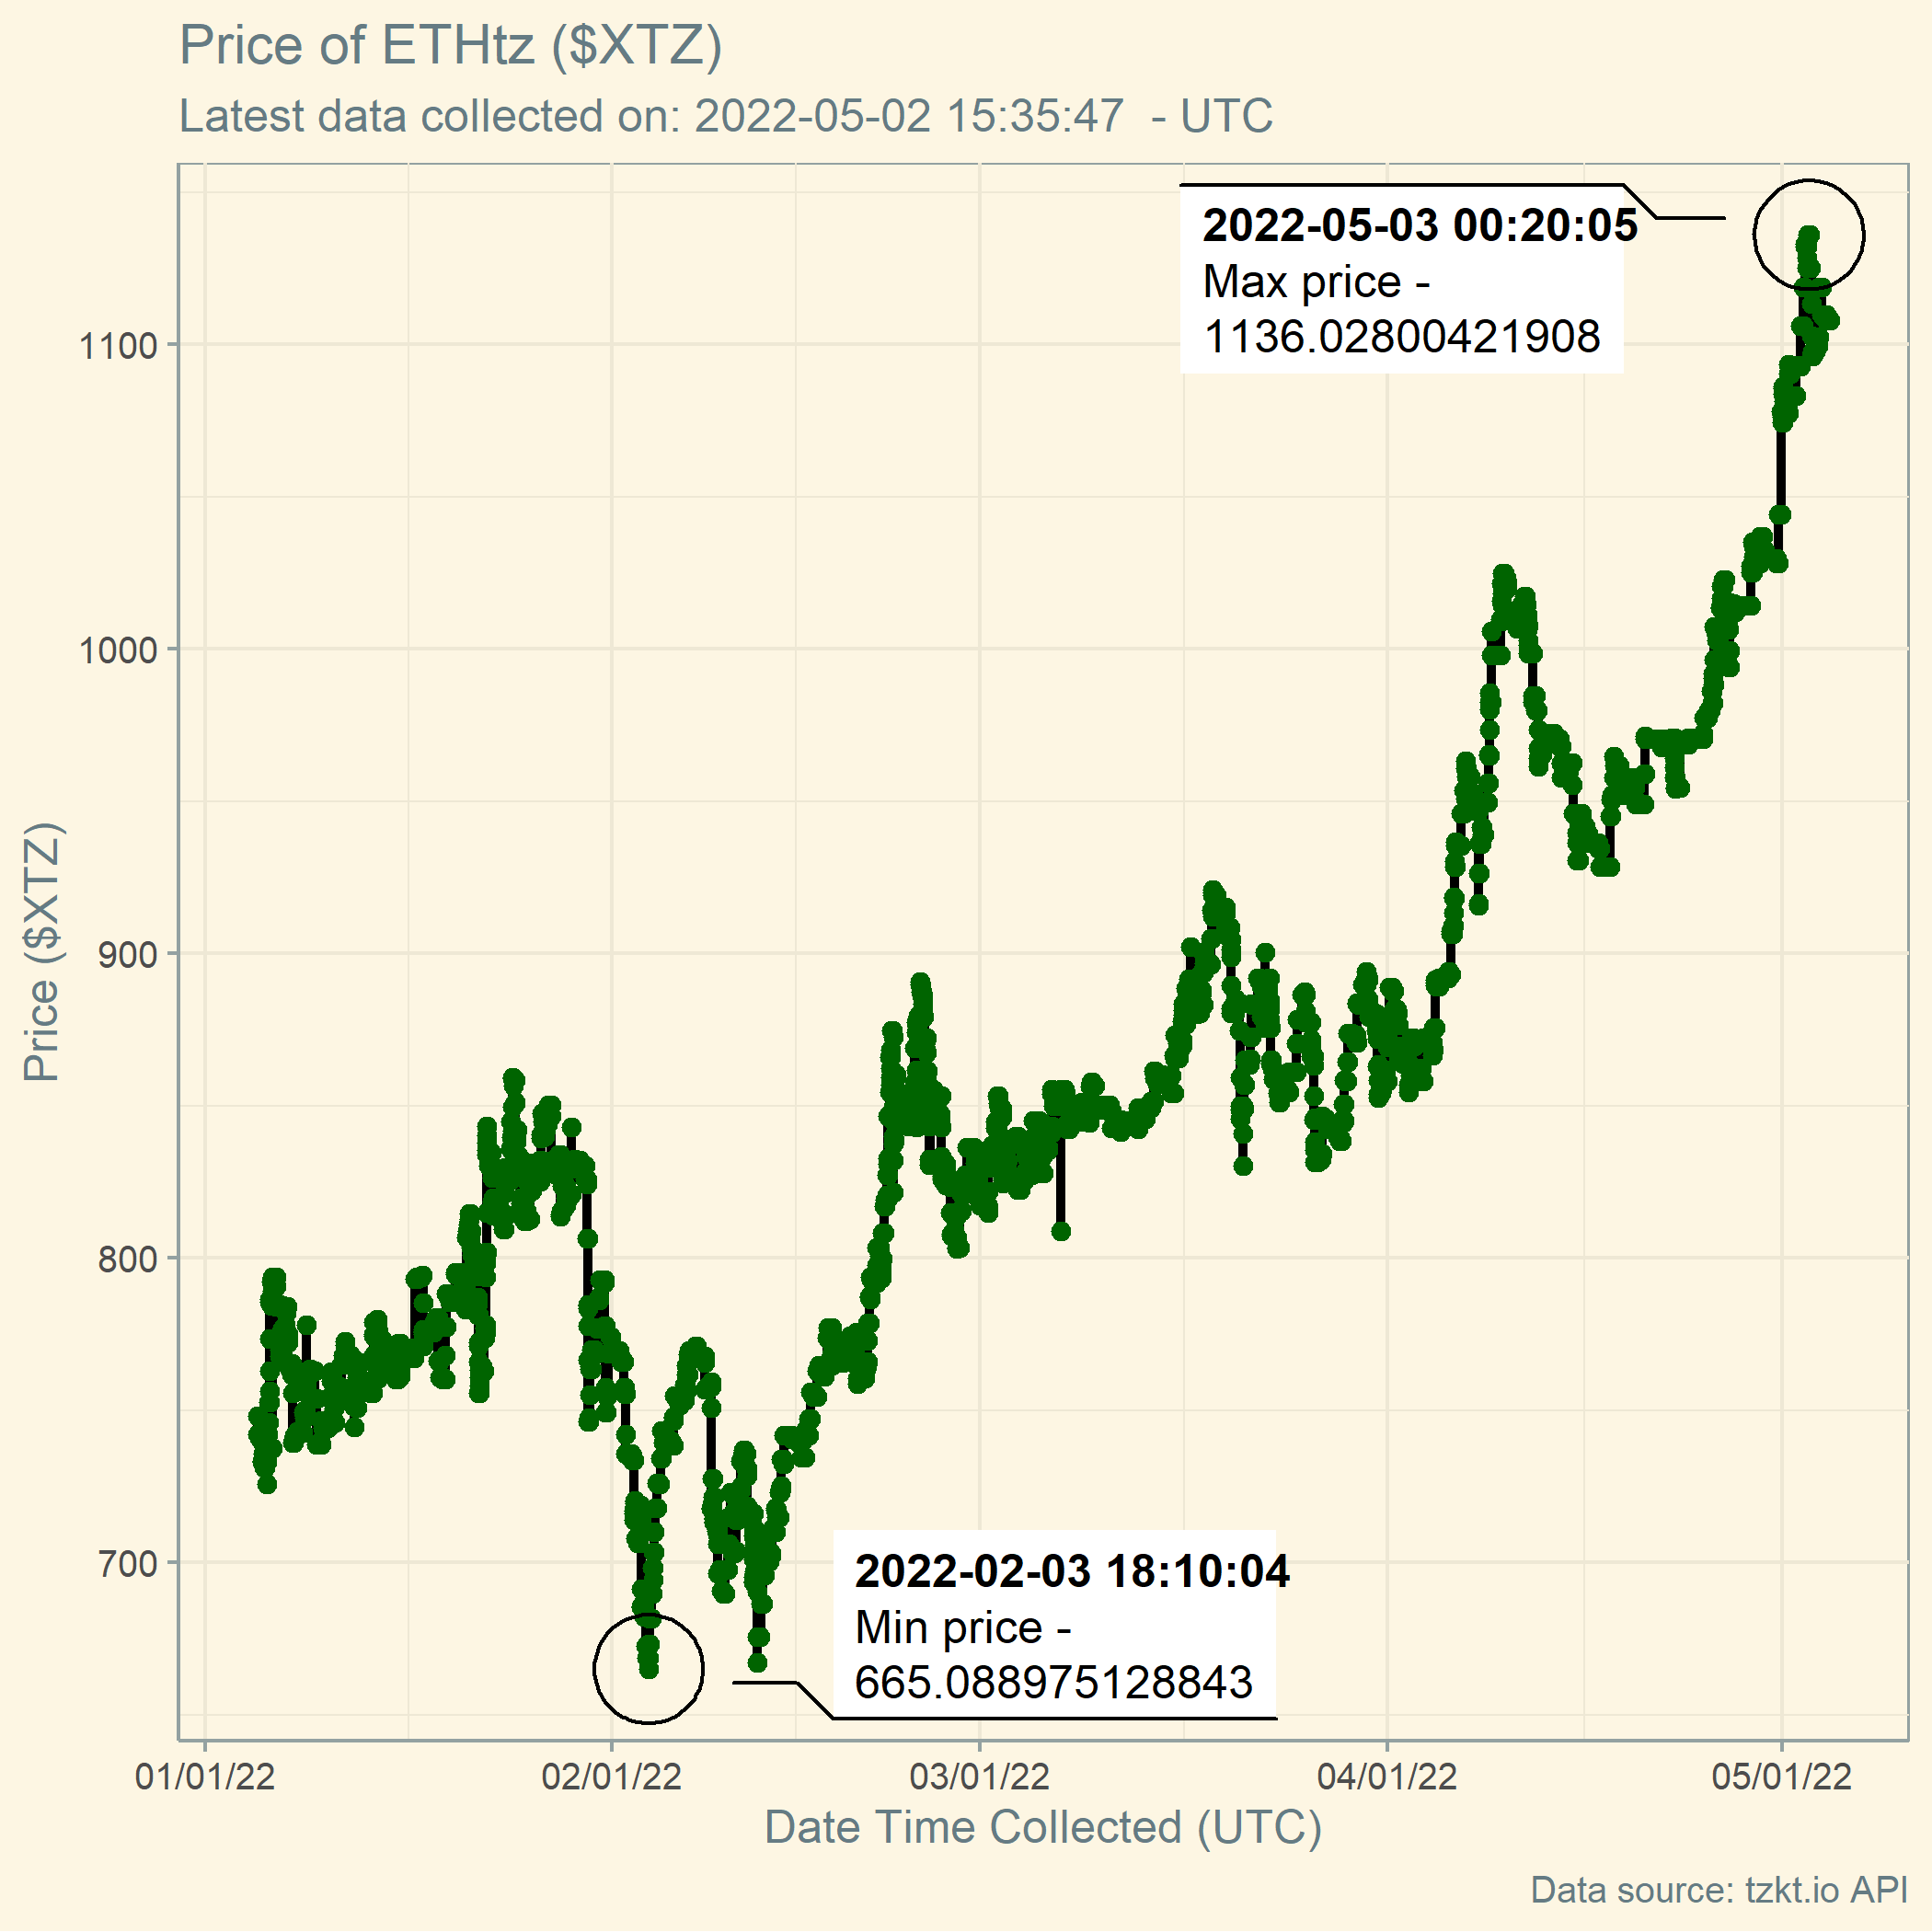 Price of ETHtz ($XTZ)
Latest data collected on: 2022-05-02 15:35:47  - UTC
2022-05-03 00:20:05
Max price -
1136.02800421908
1100
1000
900
800
700
Price ($XTZ)
2022-02-03 18:10:04
Min price -
665.088975128843
01/01/22
02/01/22
03/01/22
04/01/22
05/01/22
Date Time Collected (UTC)
Data source: tzkt.io API